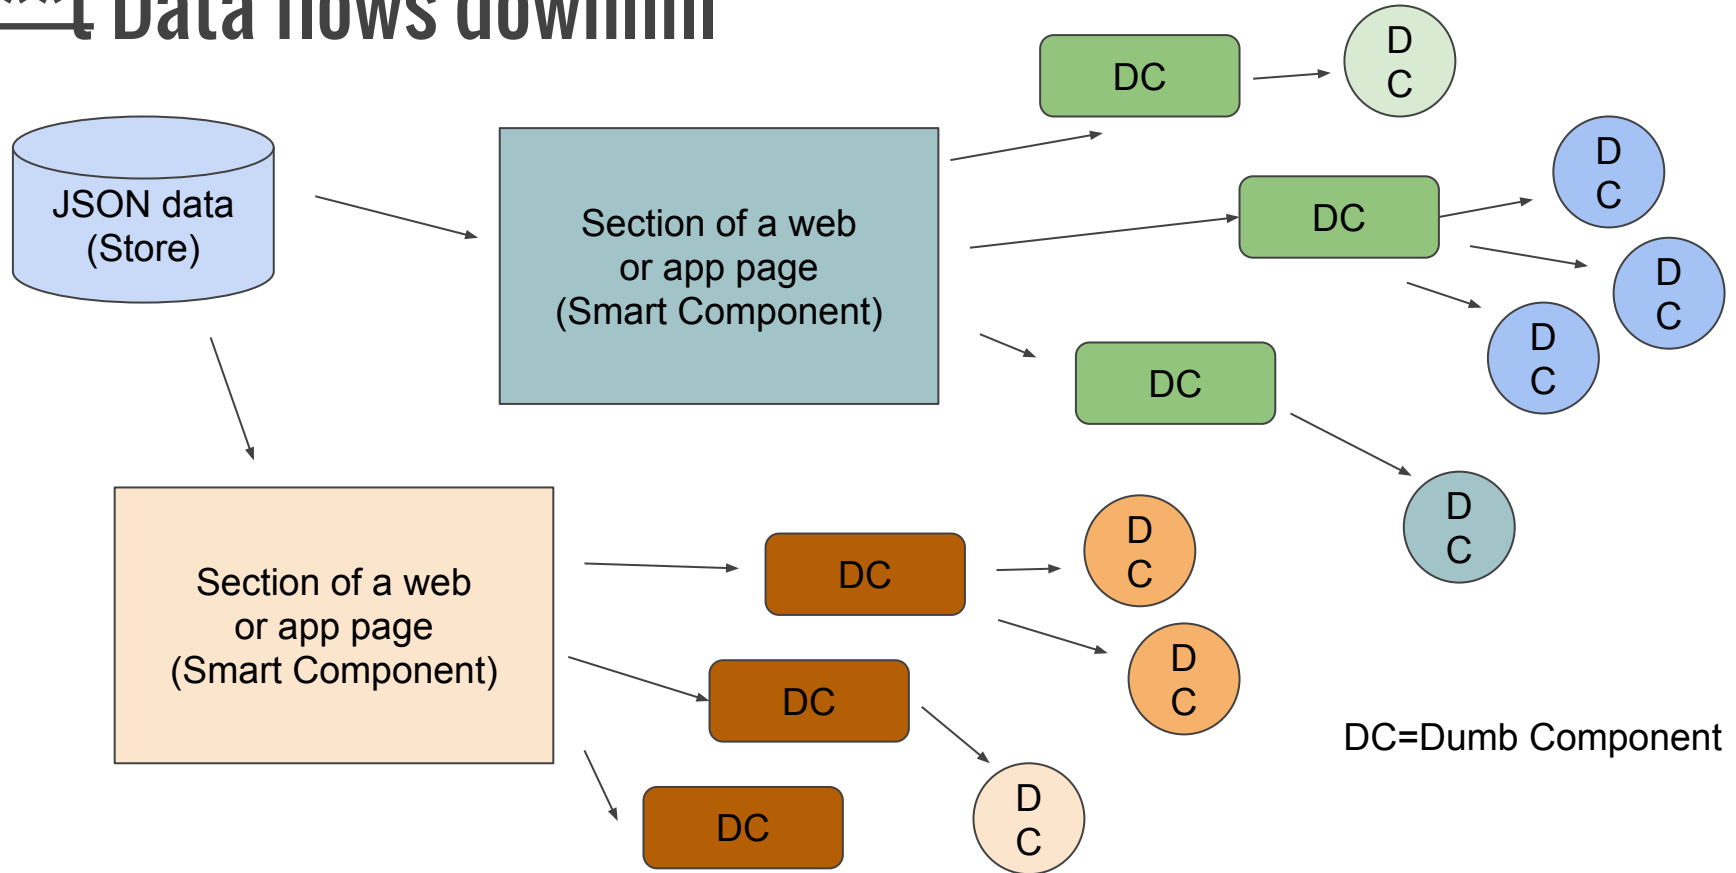 Data flows
DC
D
C
JSON data
(Store)
Section of a web
or app page
(Smart Component)
DC
D
C
D
C
D
C
DC
D
C
Section of a web
or app page
(Smart Component)
DC
D
C
D
C
DC
D
C
DC
DC=Dumb Component